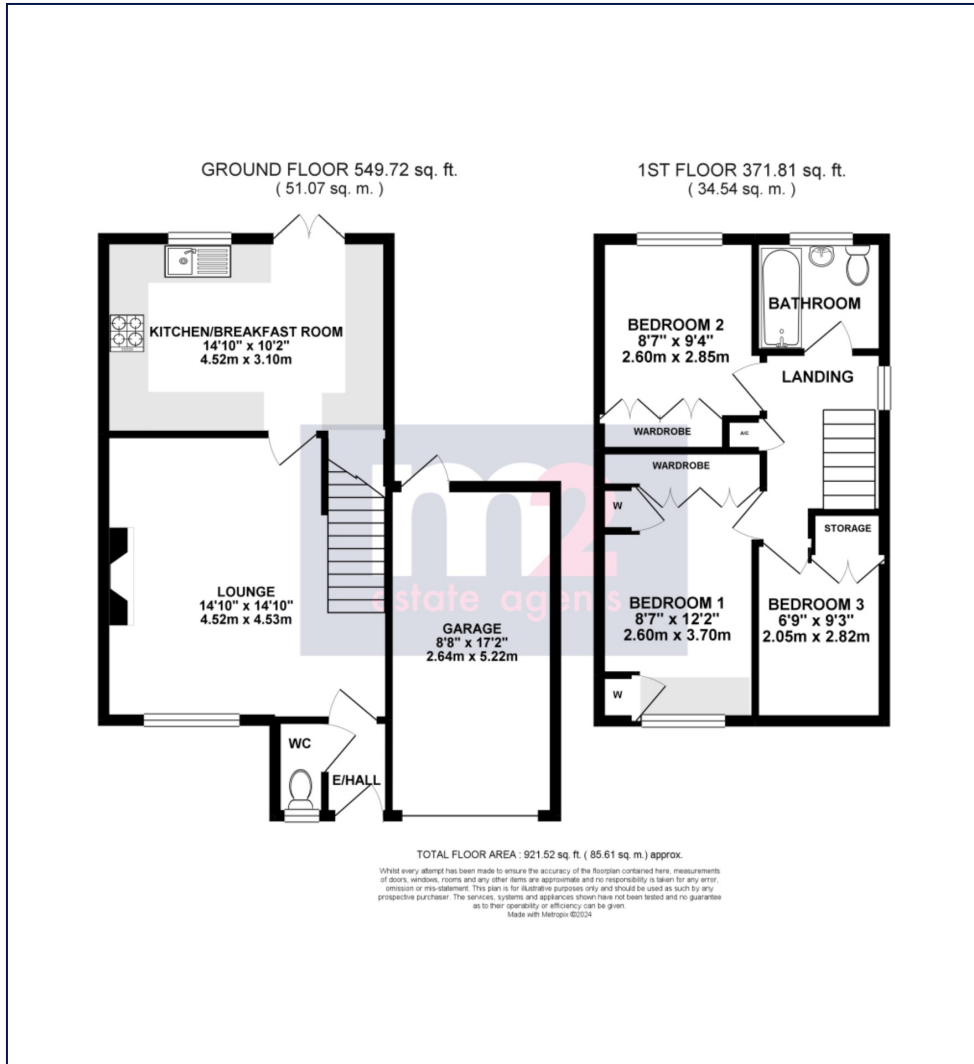 GROUND FLOOR 549.72 sq. ft.
( 51.07 sq. m. )
1ST FLOOR 371.81 sq. ft.
( 34.54 sq. m. )
KITCHEN/BREAKFAST ROOM
14'10" x 10'2"
4.52m x 3.10m
LOUNGE
14'10" x 14'10"
4.52m x 4.53m
GARAGE
8'8" x 17'2"
2.64m x 5.22m
WC
E/HALL
BEDROOM 2
8'7" x 9'4"
2.60m x 2.85m
BATHROOM
LANDING
WARDROBE
A/C
WARDROBE
W
STORAGE
BEDROOM 1
8'7" x 12'2"
2.60m x 3.70m
BEDROOM 3
6'9" x 9'3"
2.05m x 2.82m
W
m2
estate agents
TOTAL FLOOR AREA : 921.52 sq. ft. ( 85.61 sq. m.) approx.
Whilst every attempt has been made to ensure the accuracy of the floorplan contained here, measurements
of doors, windows, rooms and any other items are approximate and no responsibility is taken for any error,
omission or mis-statement. This plan is for illustrative purposes only and should be used as such by any
prospective purchaser. The services, systems and appliances shown have not been tested and no guarantee
as to their operability or efficiency can be given.
Made with Metropix ©2024